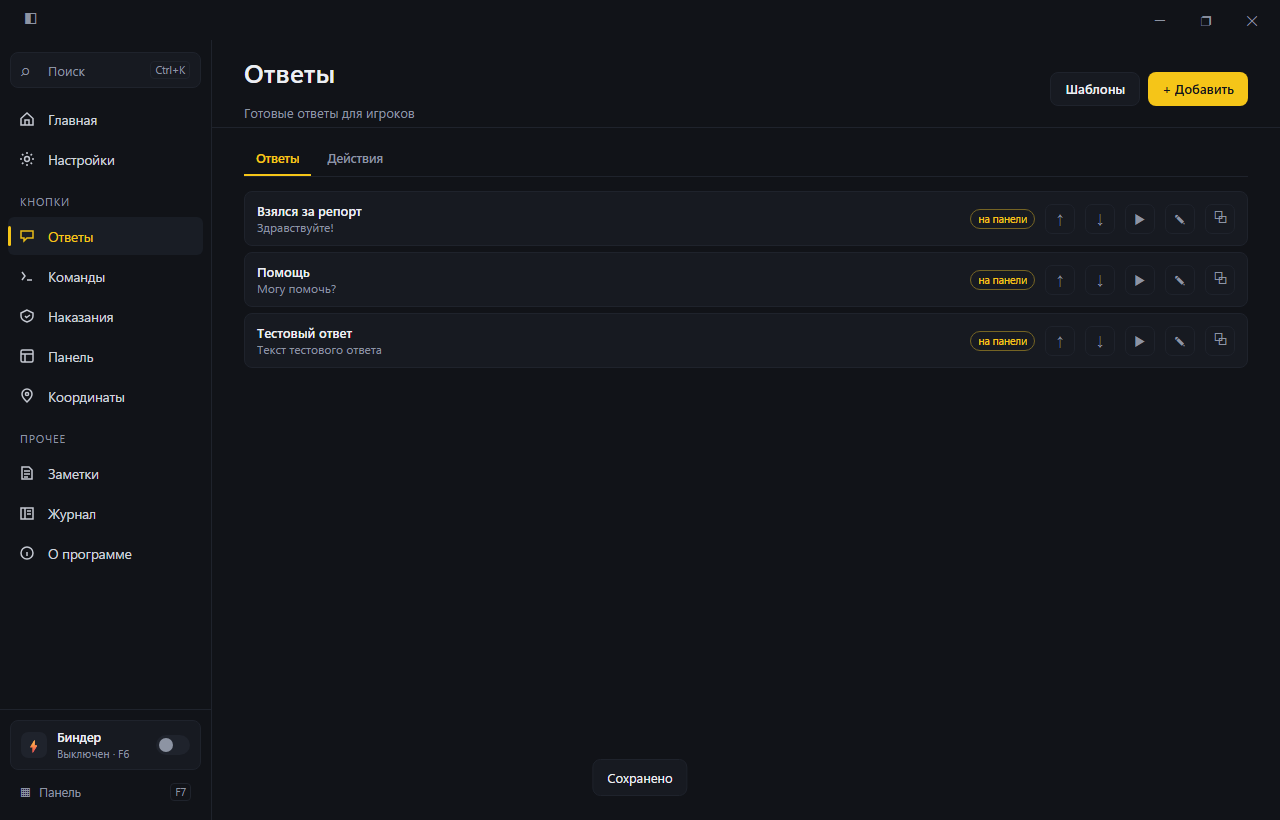 Поиск
Ctrl+K
Главная
Настройки
КНОПКИ
Ответы
Команды
Наказания
Панель
Координаты
ПРОЧЕЕ
Заметки
Журнал
О программе
Биндер
Выключен · F6
Панель
F7
Ответы
Готовые ответы для игроков
Шаблоны
+ Добавить
Ответы
Действия
Взялся за репорт
Здравствуйте!
на панели
Помощь
Могу помочь?
на панели
Тестовый ответ
Текст тестового ответа
на панели
Сохранено